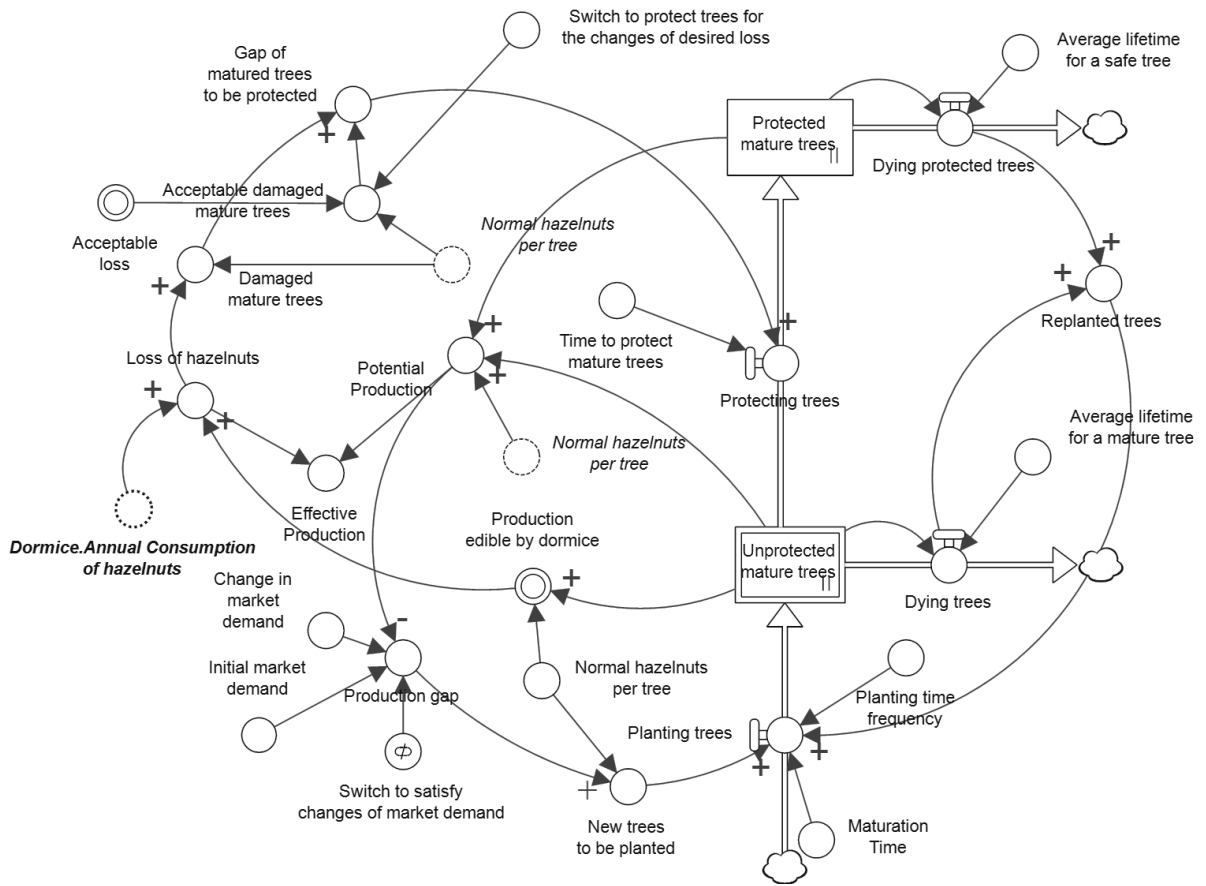 Switch to protect trees for
the changes of desired loss
Gap of
matured trees
to be protected
Average lifetime
for a safe tree
Protected
mature trees
Dying protected trees
Acceptable damaged
mature trees
Acceptable
loss
Normal hazelnuts
per tree
Damaged
mature trees
Replanted trees
Time to protect
mature trees
Loss of hazelnuts
Potential
Production
Protecting trees
Average lifetime
for a mature tree
Normal hazelnuts
per tree
Effective
Production
Production
edible by dormice
Dormice.Annual Consumption
of hazelnuts
Unprotected
mature trees
Dying trees
Change in
market
demand
Initial market
demand
Production gap
Normal hazelnuts
per tree
Planting time
frequency
Planting trees
Switch to satisfy
changes of market demand
New trees
to be planted
Maturation
Time